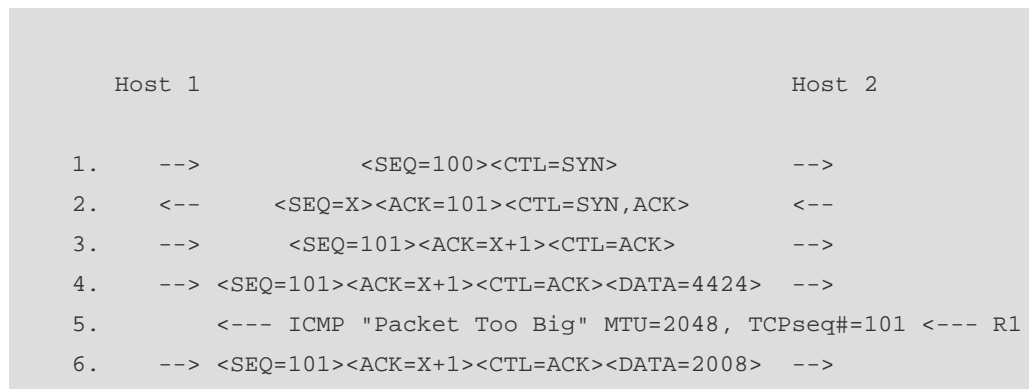 Host 1 Host 2
1. --> <SEQ=100><CTL=SYN> -->
2. <-- <SEQ=X><ACK=101><CTL=SYN,ACK> <--
3. --> <SEQ=101><ACK=X+1><CTL=ACK> -->
4. --> <SEQ=101><ACK=X+1><CTL=ACK><DATA=4424> -->
5. <--- ICMP "Packet Too Big" MTU=2048, TCPseq#=101 <--- R1
6. --> <SEQ=101><ACK=X+1><CTL=ACK><DATA=2008> -->